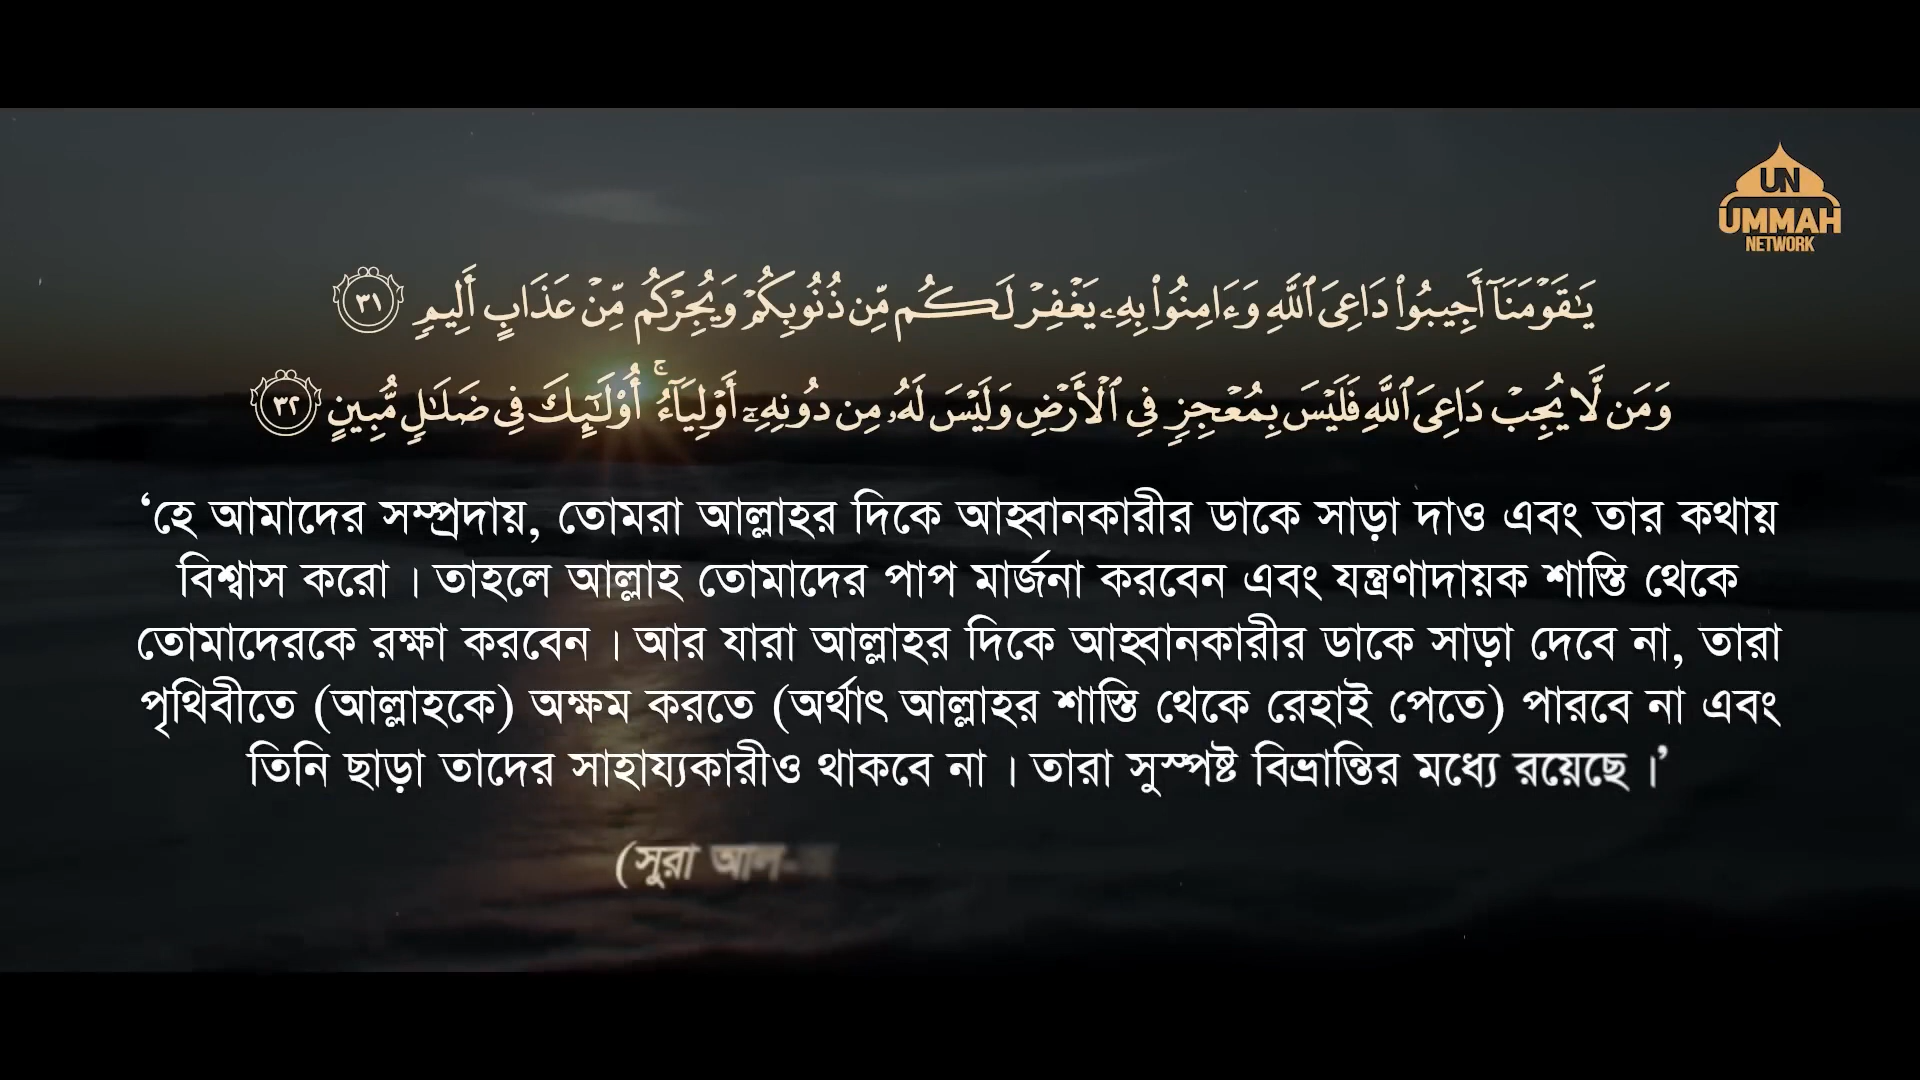 UN
UMMAH
NETWORK
يَـٰقَوْمَنَآ أَجِيبُوا۟ دَاعِىَ ٱللَّهِ وَءَامِنُوا۟ بِهِۦ يَغْفِرْ لَكُم مِّن ذُنُوبِكُمْ وَيُجِرْكُم مِّنْ عَذَابٍ أَلِيمٍ ٣١
وَمَن لَّا يُجِبْ دَاعِىَ ٱللَّهِ فَلَيْسَ بِمُعْجِزٍ فِى ٱلْأَرْضِ وَلَيْسَ لَهُۥ مِن دُونِهِۦٓ أَوْلِيَآءُ ۚ أُو۟لَـٰٓئِكَ فِى ضَلَـٰلٍ مُّبِينٍ ٣٢
‘হে আমাদের সম্প্রদায়, তোমরা আল্লাহর দিকে আহ্বানকারীর ডাকে সাড়া দাও এবং তার কথায়
বিশ্বাস করো । তাহলে আল্লাহ তোমাদের পাপ মার্জনা করবেন এবং যন্ত্রণাদায়ক শাস্তি থেকে
তোমাদেরকে রক্ষা করবেন । আর যারা আল্লাহর দিকে আহ্বানকারীর ডাকে সাড়া দেবে না, তারা
পৃথিবীতে (আল্লাহকে) অক্ষম করতে (অর্থাৎ আল্লাহর শাস্তি থেকে রেহাই পেতে) পারবে না এবং
তিনি ছাড়া তাদের সাহায্যকারীও থাকবে না । তারা সুস্পষ্ট বিভ্রান্তির মধ্যে রয়েছে ।’
(সুরা আল-